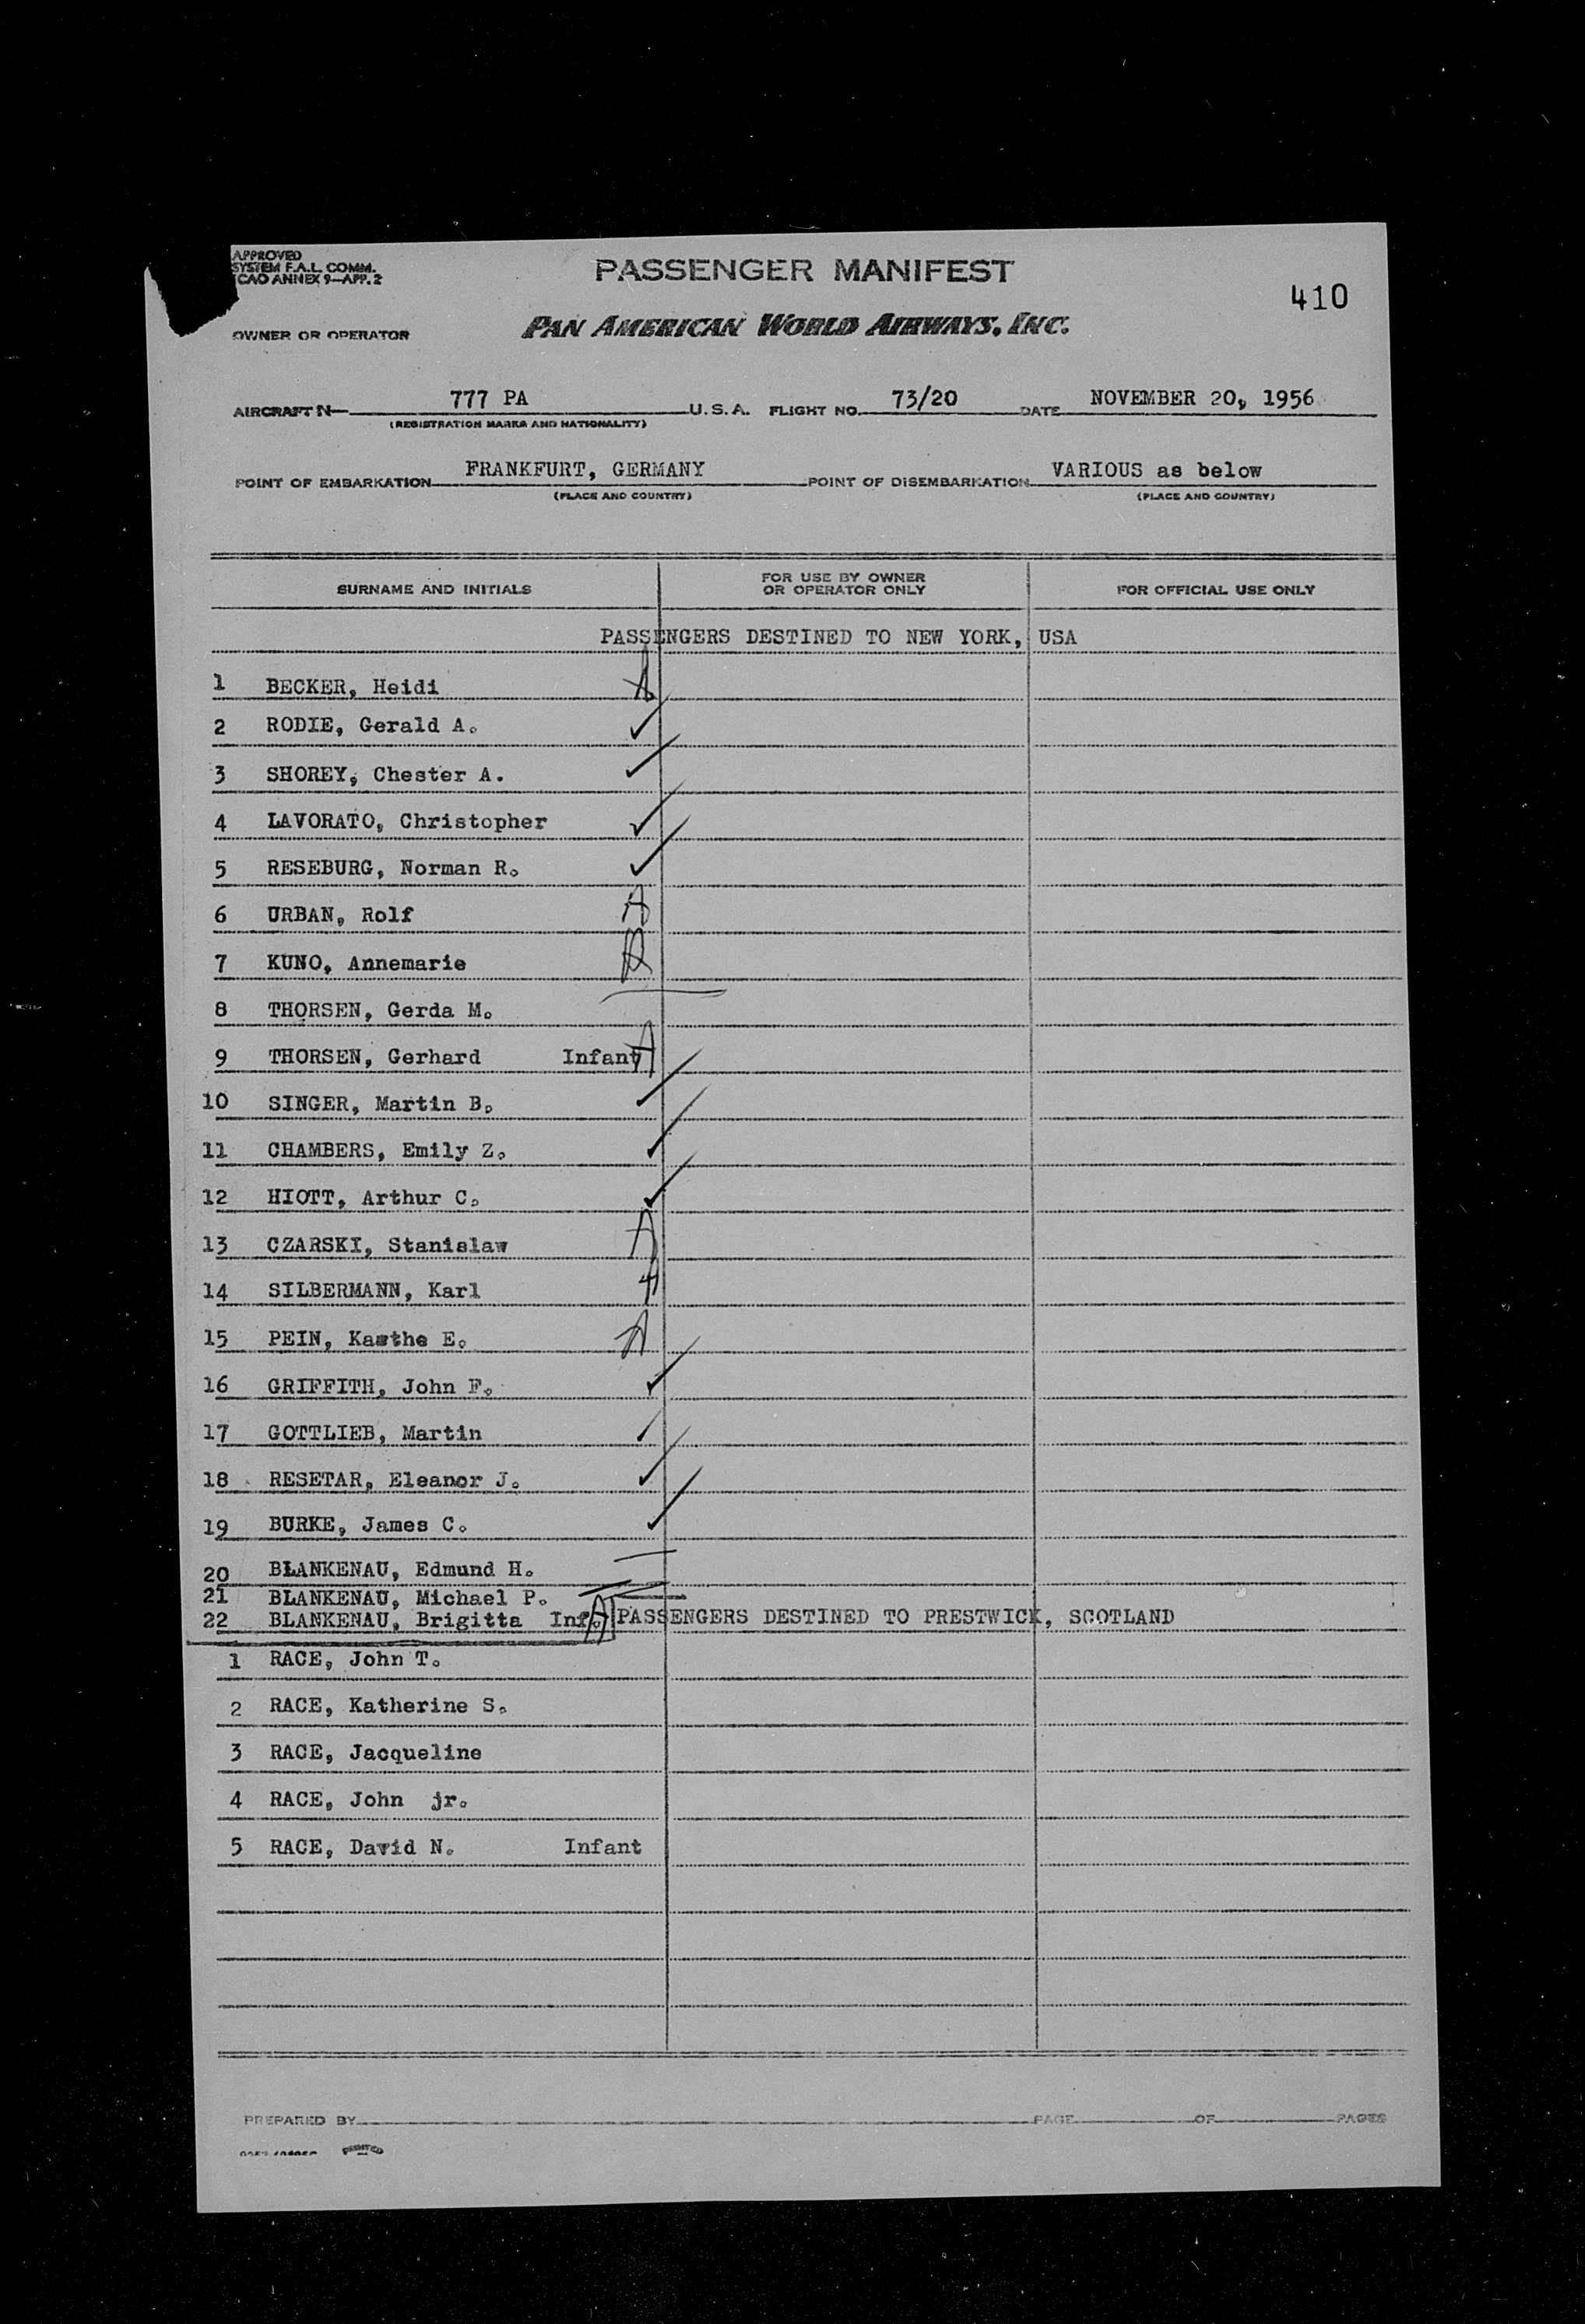 APPROVED
SYSTEM F.A.L. COMM.
ICAO ANNEX 9—APP. 2
PASSENGER MANIFEST
410
OWNER OR OPERATOR
PAN AMERICAN WORLD AIRWAYS, INC.
AIRCRAFT N— 777 PA U.S.A. FLIGHT NO. 73/20 DATE NOVEMBER 20, 1956
(REGISTRATION MARKS AND NATIONALITY)
POINT OF EMBARKATION FRANKFURT, GERMANY POINT OF DISEMBARKATION VARIOUS as below
(PLACE AND COUNTRY) (PLACE AND COUNTRY)
SURNAME AND INITIALS FOR USE BY OWNER OR OPERATOR ONLY FOR OFFICIAL USE ONLY
PASSENGERS DESTINED TO NEW YORK, USA
1 BECKER, Heidi A
2 RODIE, Gerald A. ✓
3 SHOREY, Chester A. ✓
4 LAVORATO, Christopher ✓
5 RESEBURG, Norman R. ✓
6 URBAN, Rolf A
7 KUNO, Annemarie A
8 THORSEN, Gerda M.
9 THORSEN, Gerhard Infant A
10 SINGER, Martin B. ✓
11 CHAMBERS, Emily Z. ✓
12 HIOTT, Arthur C. ✓
13 CZARSKI, Stanislaw A
14 SILBERMANN, Karl A
15 PEIN, Kaethe E. A
16 GRIFFITH, John F. ✓
17 GOTTLIEB, Martin ✓
18 RESETAR, Eleanor J. ✓
19 BURKE, James C. ✓
20 BLANKENAU, Edmund H.
21 BLANKENAU, Michael P.
22 BLANKENAU, Brigitta Inf. A PASSENGERS DESTINED TO PRESTWICK, SCOTLAND
1 RACE, John T.
2 RACE, Katherine S.
3 RACE, Jacqueline
4 RACE, John jr.
5 RACE, David N. Infant
PREPARED BY PAGE OF PAGES
PRINTED